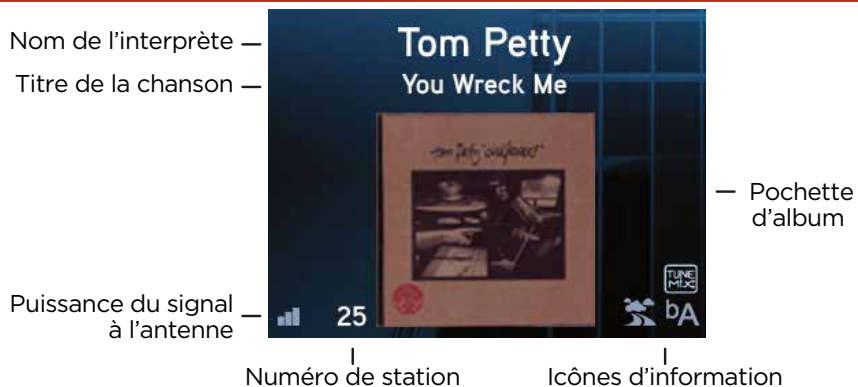 Nom de l'interprète
Tom Petty
Titre de la chanson
You Wreck Me
tom petty "wildflowers"
Pochette
d'album
TUNE
MIX
Puissance du signal
à l'antenne
25
bA
Numéro de station
Icônes d'information